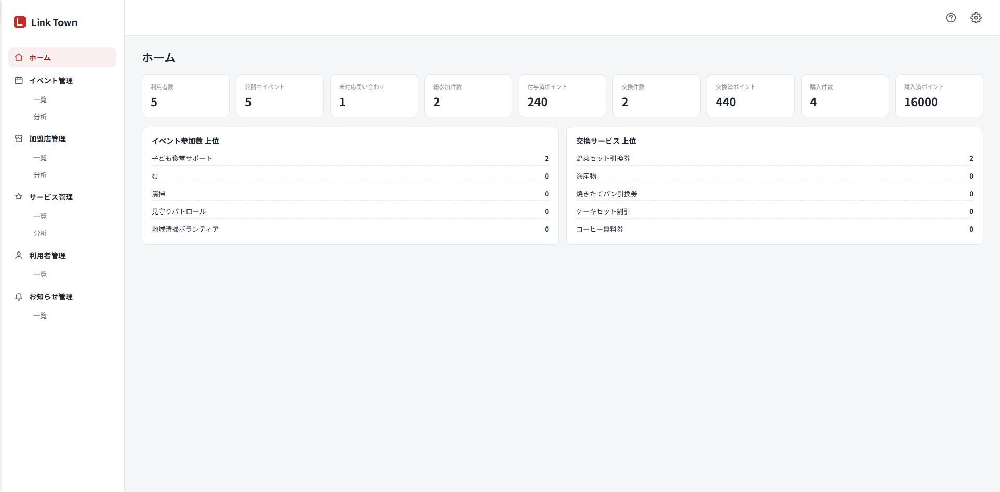 Link Town
ホーム
イベント管理
一覧
分析
加盟店管理
一覧
分析
サービス管理
一覧
分析
利用者管理
一覧
お知らせ管理
一覧
ホーム
利用者数
5
公開中イベント
5
未対応問い合わせ
1
総参加件数
2
付与済ポイント
240
交換件数
2
交換済ポイント
440
購入件数
4
購入済ポイント
16000
イベント参加数 上位
子ども食堂サポート 2
む 0
清掃 0
見守りパトロール 0
地域清掃ボランティア 0
交換サービス 上位
野菜セット引換券 2
海産物 0
焼きたてパン引換券 0
ケーキセット割引 0
コーヒー無料券 0